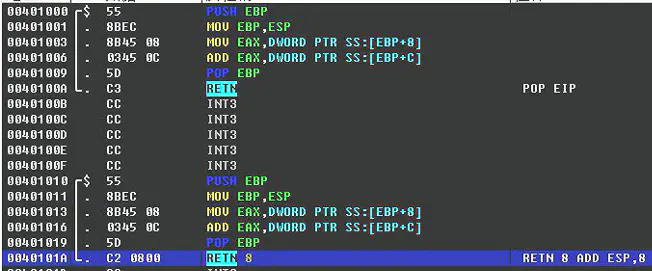 00401000 $ 55 PUSH EBP
00401001 . 8BEC MOV EBP,ESP
00401003 . 8B45 08 MOV EAX,DWORD PTR SS:[EBP+8]
00401006 . 0345 0C ADD EAX,DWORD PTR SS:[EBP+C]
00401009 . 5D POP EBP
0040100A . C3 RETN POP EIP
0040100B CC INT3
0040100C CC INT3
0040100D CC INT3
0040100E CC INT3
0040100F CC INT3
00401010 $ 55 PUSH EBP
00401011 . 8BEC MOV EBP,ESP
00401013 . 8B45 08 MOV EAX,DWORD PTR SS:[EBP+8]
00401016 . 0345 0C ADD EAX,DWORD PTR SS:[EBP+C]
00401019 . 5D POP EBP
0040101A . C2 0800 RETN 8 RETN 8 ADD ESP,8